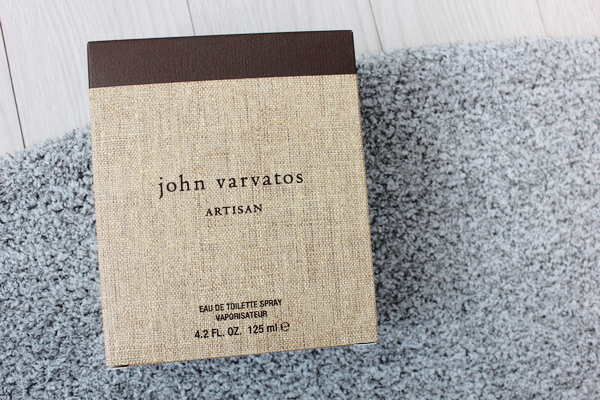 john varvatos
ARTISAN
EAU DE TOILETTE SPRAY
VAPORISATEUR
4.2 FL. OZ. 125 ml ℮